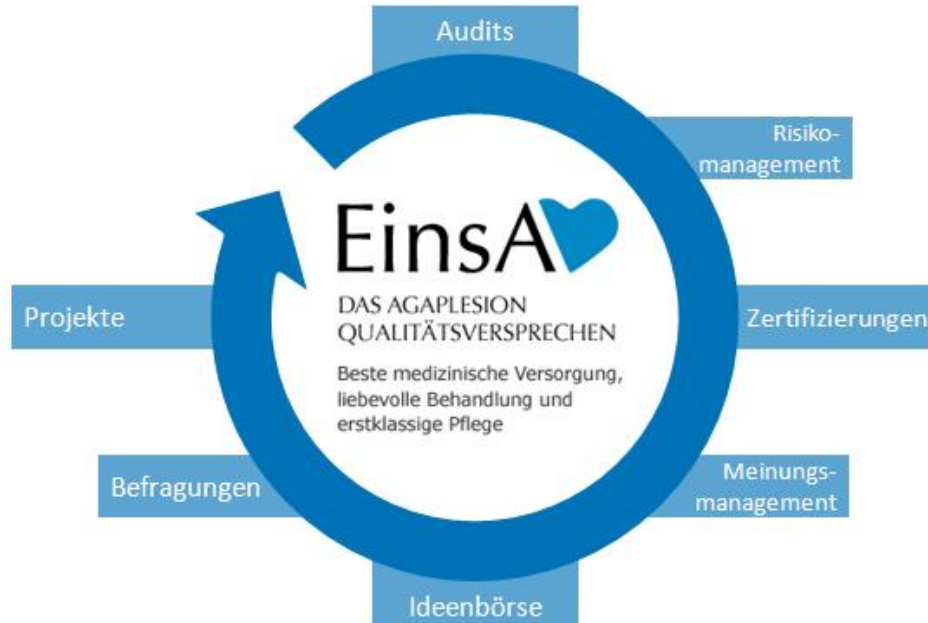 Audits
Risiko-
management
Zertifizierungen
Meinungs-
management
Ideenbörse
Befragungen
Projekte
EinsA
DAS AGAPLESION
QUALITÄTSVERSPRECHEN
Beste medizinische Versorgung,
liebevolle Behandlung und
erstklassige Pflege